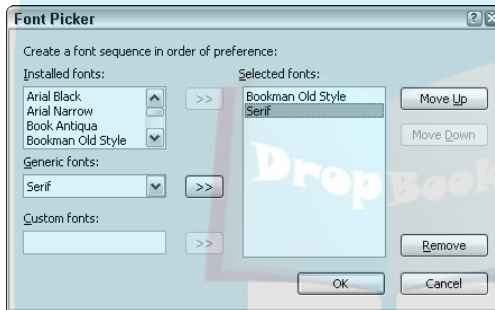 Font Picker
Create a font sequence in order of preference:
Installed fonts:
Selected fonts:
Arial Black
Arial Narrow
Book Antiqua
Bookman Old Style
>>
Bookman Old Style
Serif
Move Up
Move Down
Generic fonts:
Serif
>>
Custom fonts:
>>
Remove
OK
Cancel
DropBook